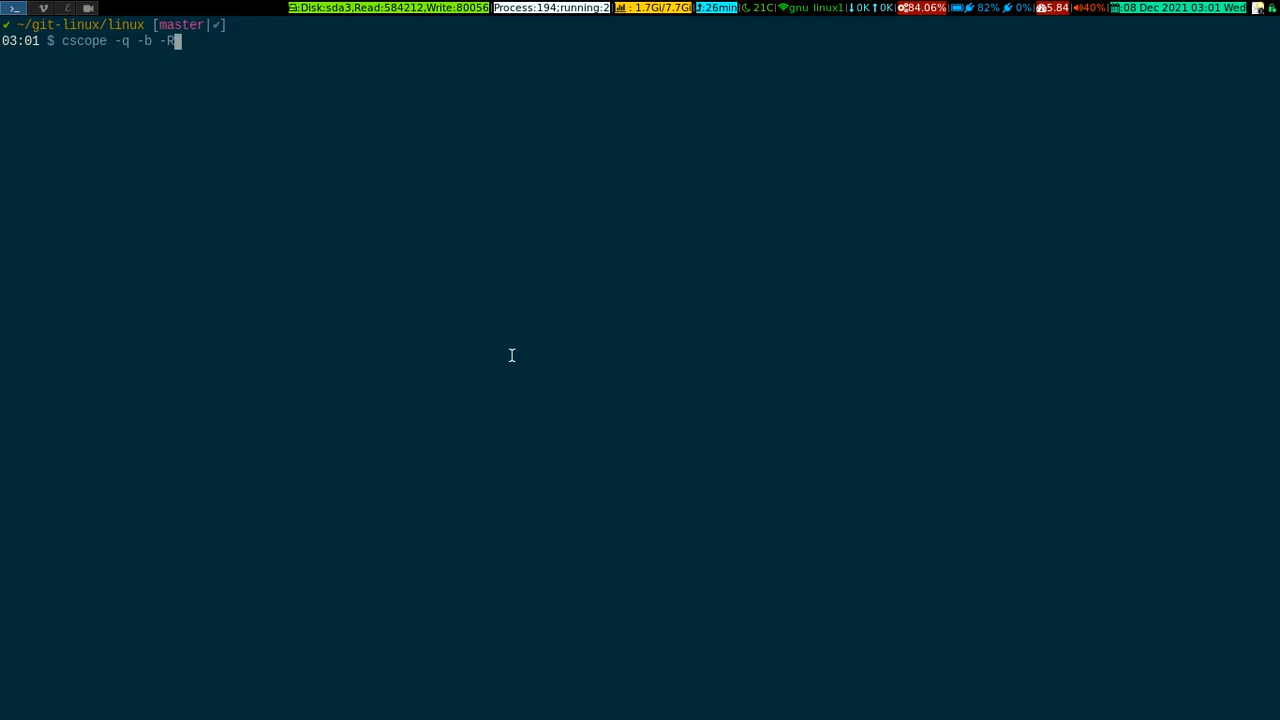 >_ Disk:sda3,Read:584212,Write:80056| Process:194;running:2| : 1.7Gi/7.7Gi| :26min| 21C| gnu_linux1| 0K 0K| 84.06%| 82% 0%| 5.84 40%| :08 Dec 2021 03:01 Wed
✔ ~/git-linux/linux [master|✔]
03:01 $ cscope -q -b -R